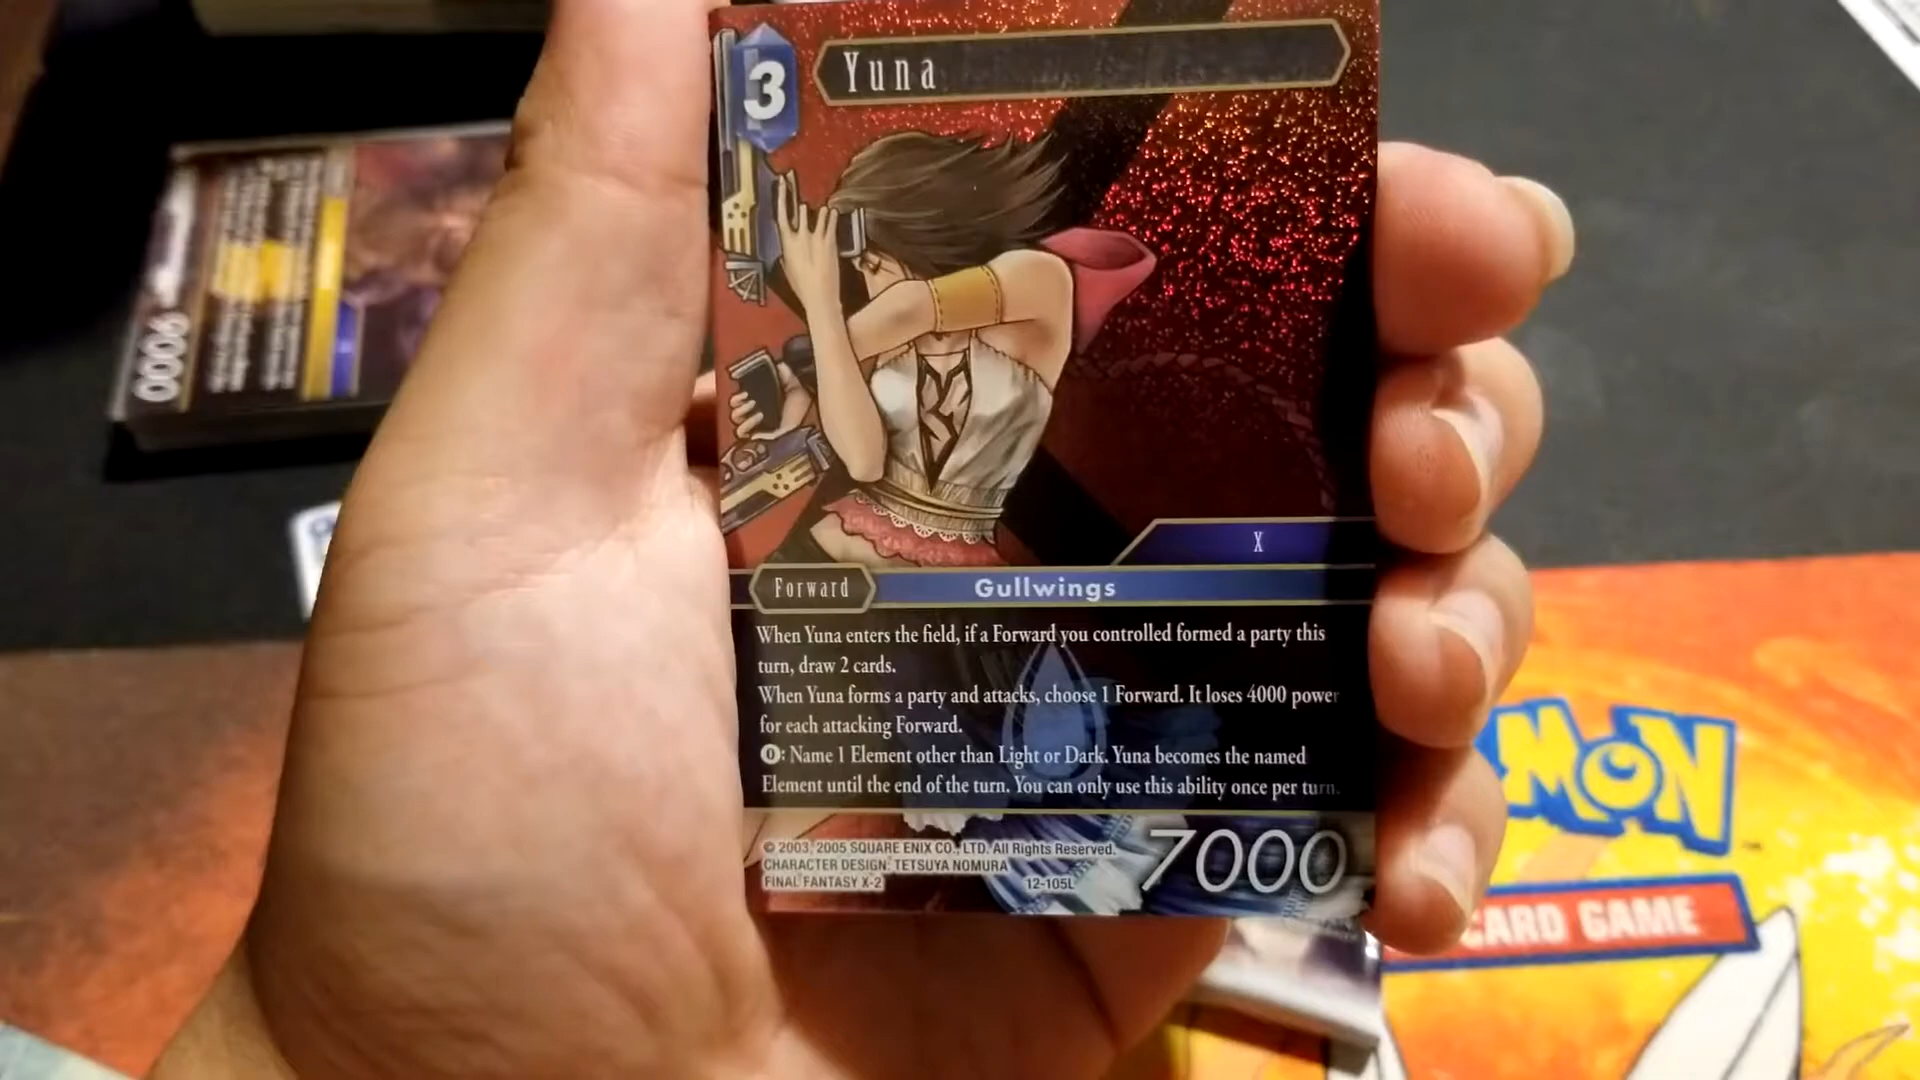 3
Yuna
X
Forward
Gullwings
When Yuna enters the field, if a Forward you controlled formed a party this
turn, draw 2 cards.
When Yuna forms a party and attacks, choose 1 Forward. It loses 4000 power
for each attacking Forward.
0: Name 1 Element other than Light or Dark. Yuna becomes the named
Element until the end of the turn. You can only use this ability once per turn.
© 2003, 2005 SQUARE ENIX CO., LTD. All Rights Reserved.
CHARACTER DESIGN: TETSUYA NOMURA
FINAL FANTASY X-2
12-105L
7000
9000
MON
CARD GAME